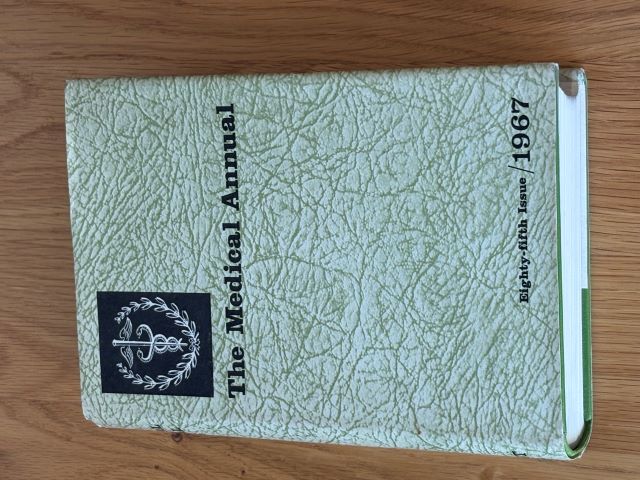 The Medical Annual
Eighty-fifth Issue / 1967